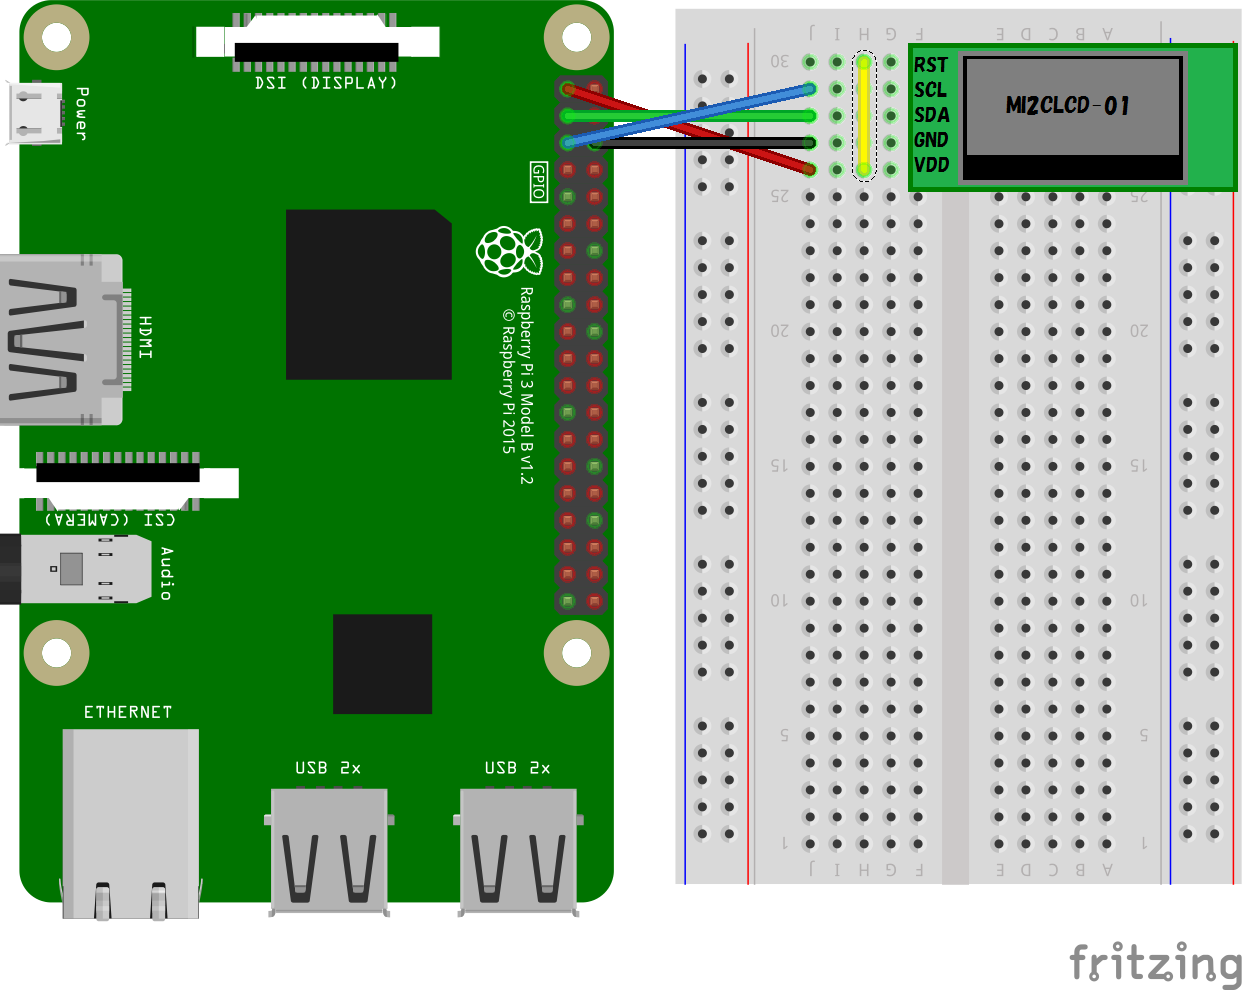 DSI (DISPLAY)
Power
HDMI
CSI (CAMERA)
Audio
ETHERNET
USB 2x
USB 2x
GPIO
Raspberry Pi 3 Model B v1.2
© Raspberry Pi 2015
J I H G F E D C B A
30
25 25
20 20
15 15
10 10
5 5
1 1
J I H G F E D C B A
RST
SCL
SDA
GND
VDD
MI2CLCD-01
fritzing